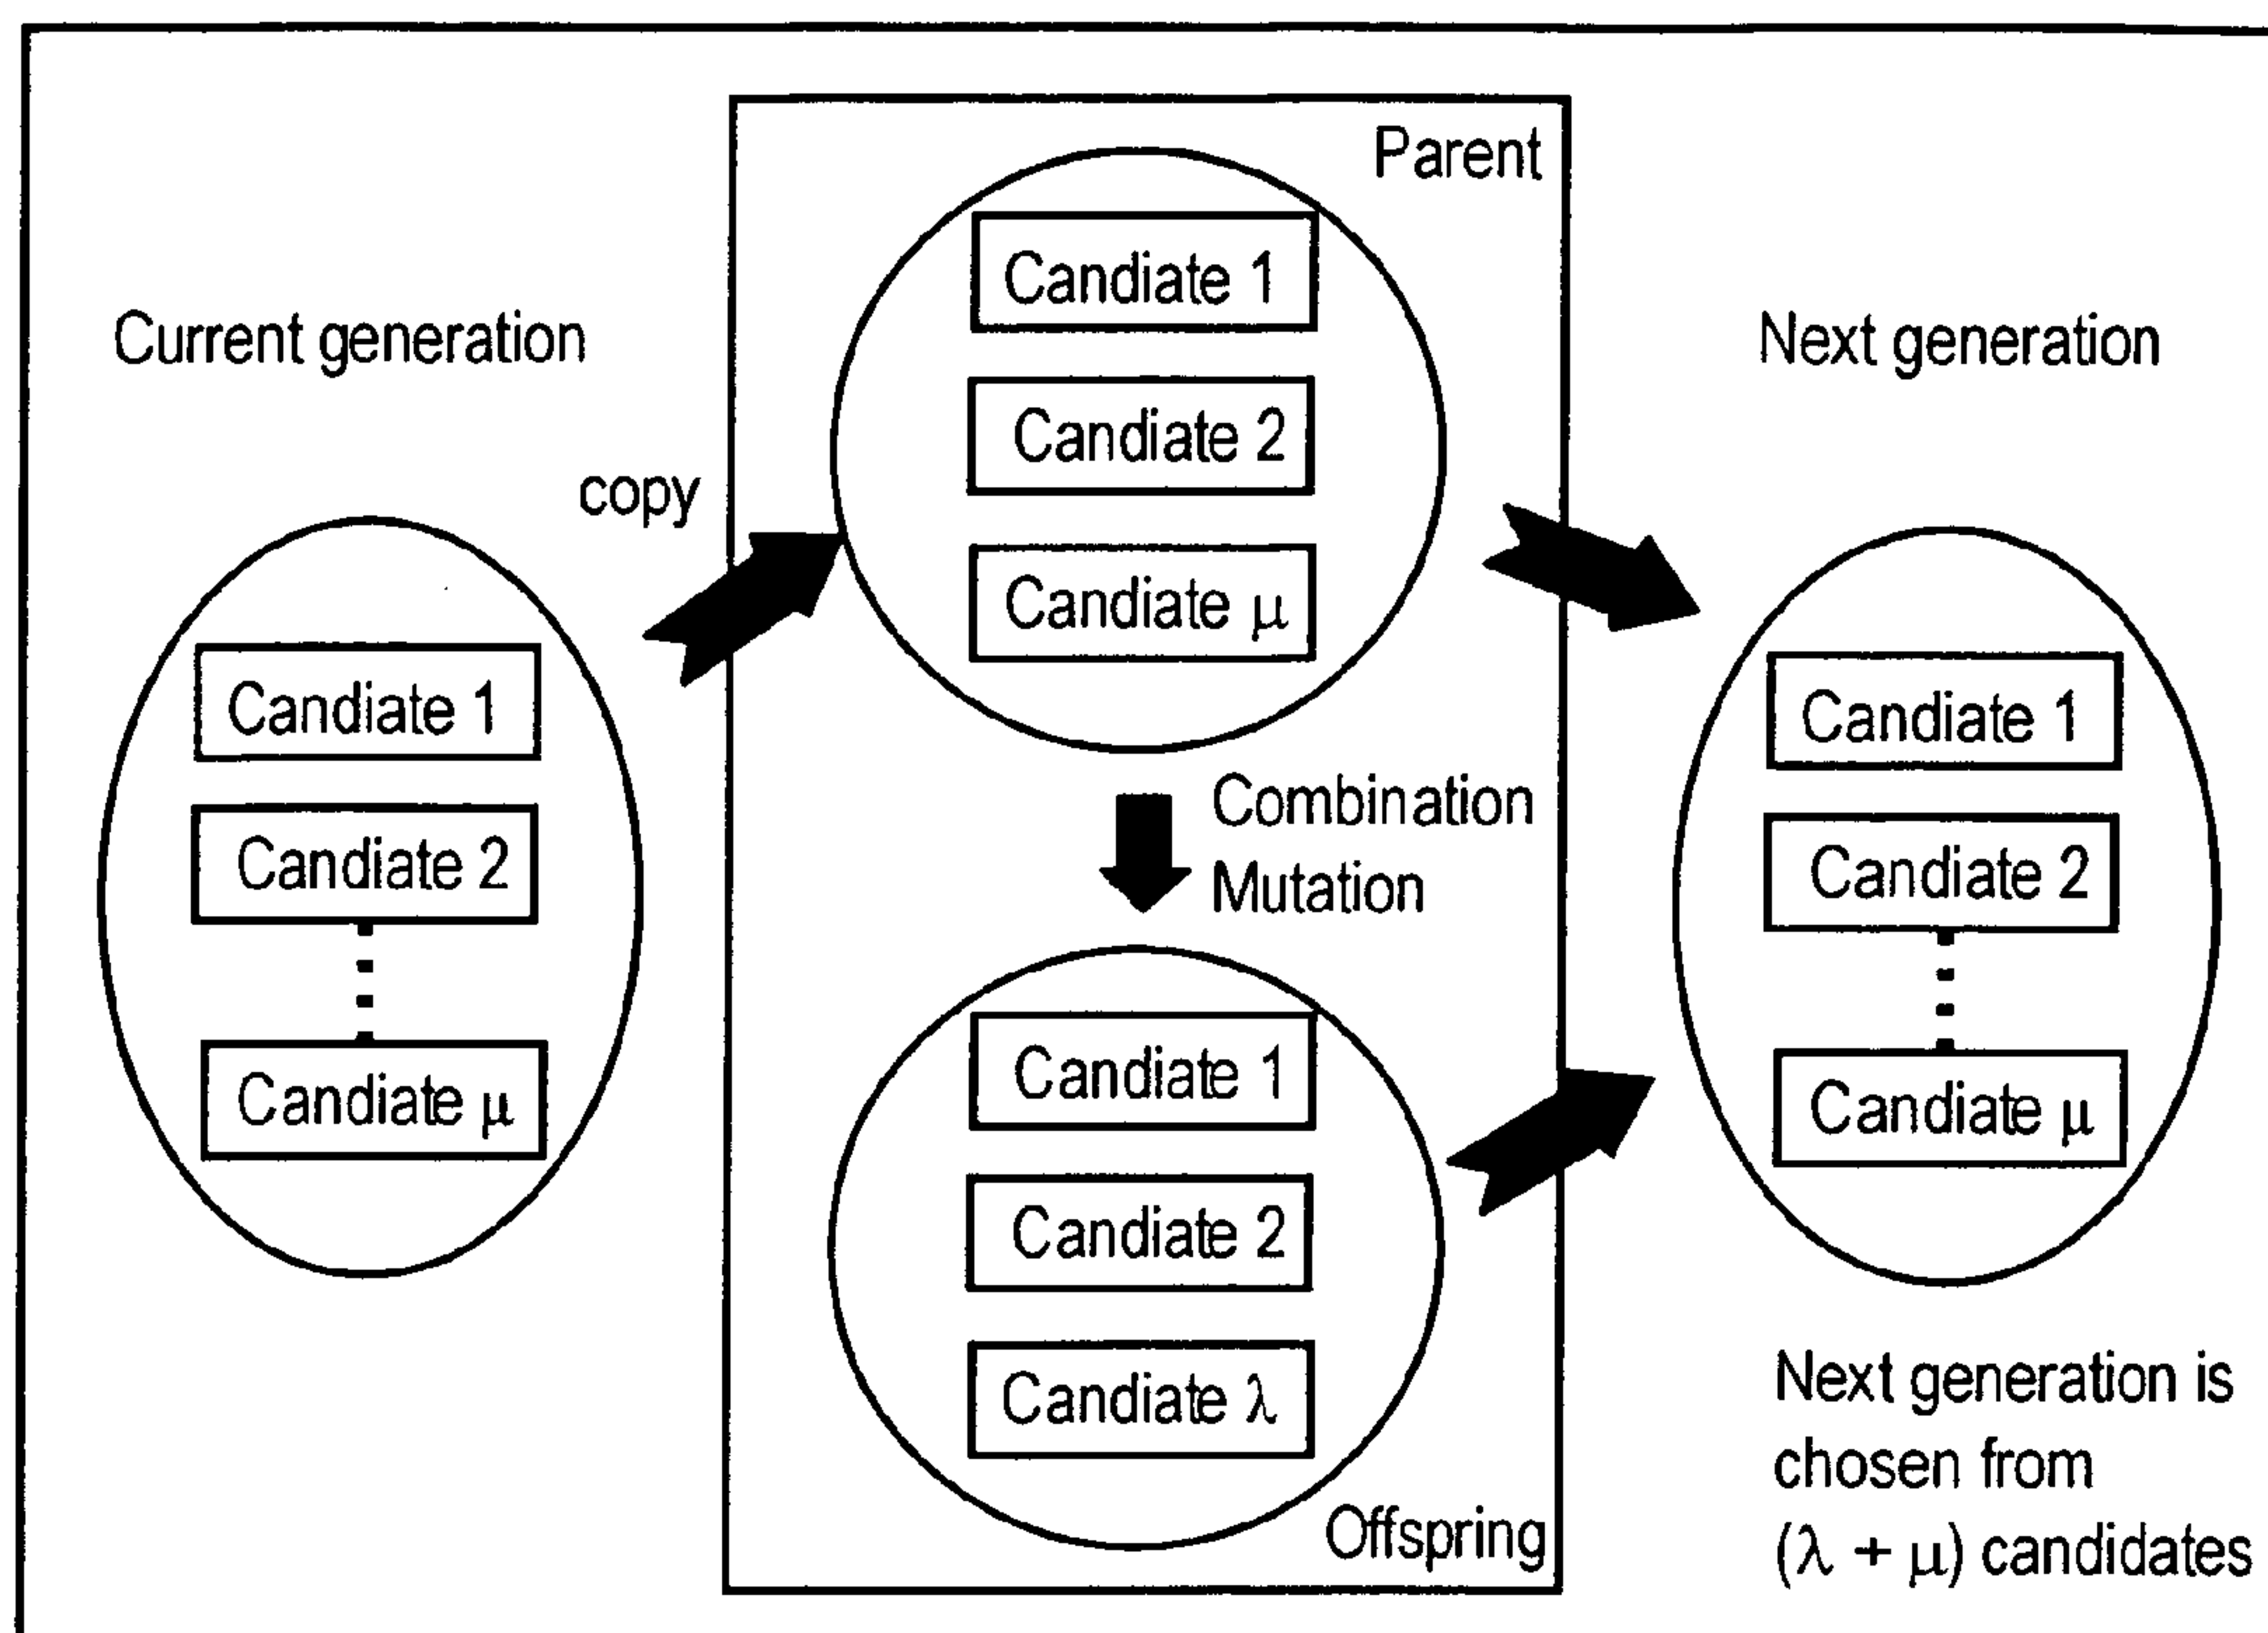 Current generation
Candiate 1
Candiate 2
Candiate μ
copy
Parent
Candiate 1
Candiate 2
Candiate μ
Combination
Mutation
Candiate 1
Candiate 2
Candiate λ
Offspring
Next generation
Candiate 1
Candiate 2
Candiate μ
Next generation is
chosen from
(λ + μ) candidates